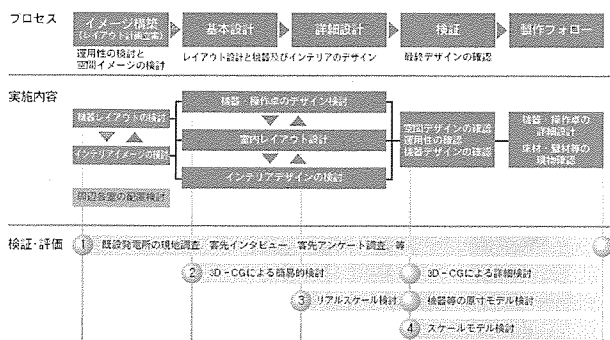 プロセス
イメージ構築
(レイアウト計画立案)
基本設計
詳細設計
検証
製作フォロー
運用性の検討と
空間イメージの検討
レイアウト設計と機器及びインテリアのデザイン
最終デザインの確認
実施内容
機器レイアウトの検討
インテリアイメージの検討
周辺各室の配置検討
機器・操作卓のデザイン検討
室内レイアウト設計
インテリアデザインの検討
空間デザインの確認
運用性の確認
機器デザインの確認
機器・操作卓の
詳細設計
床材・壁材等の
現物確認
検証・評価
1 既設発電所の現地調査 客先インタビュー 客先アンケート調査 等
2 3D-CGによる簡易的検討
3D-CGによる詳細検討
3 リアルスケール検討
機器等の原寸モデル検討
4 スケールモデル検討